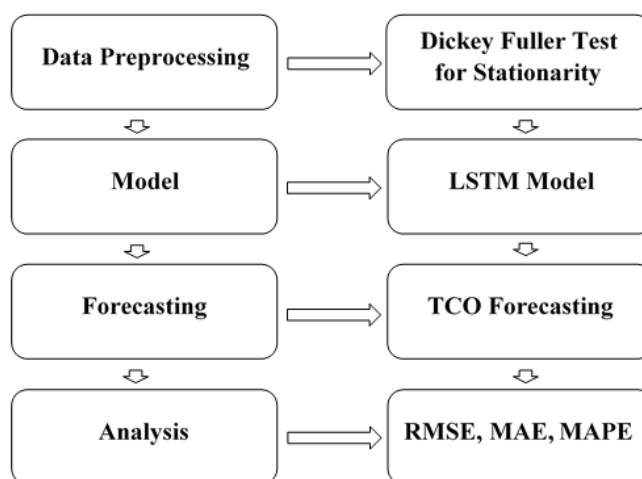 Data Preprocessing
Dickey Fuller Test
for Stationarity
Model
LSTM Model
Forecasting
TCO Forecasting
Analysis
RMSE, MAE, MAPE